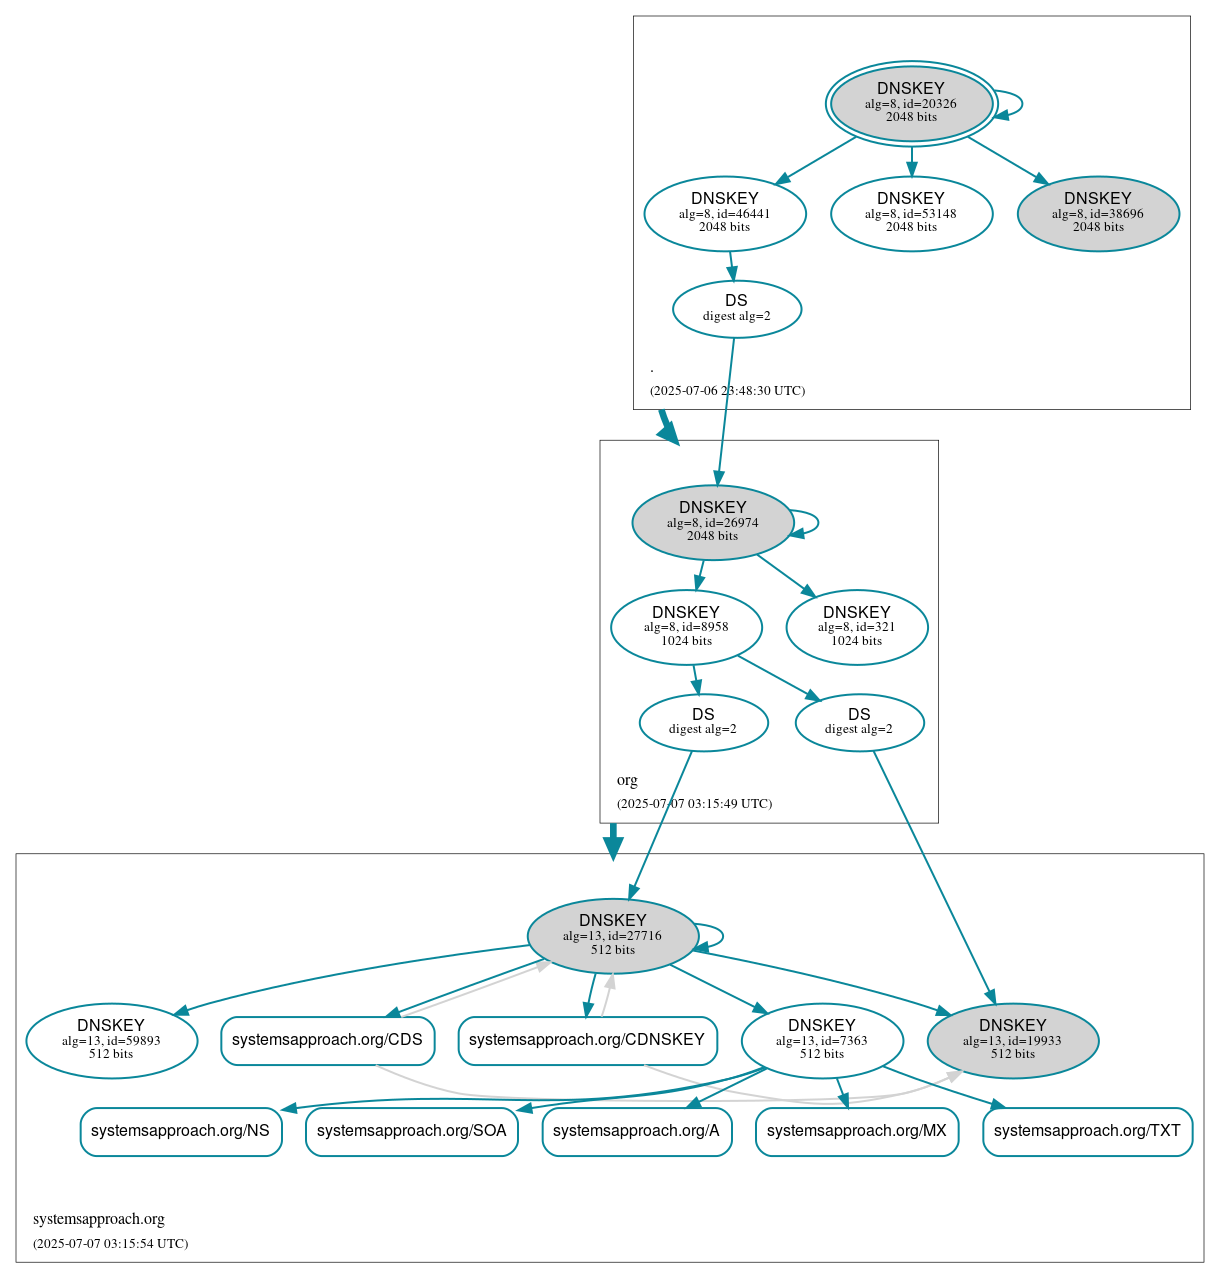 DNSKEY
alg=8, id=20326
2048 bits
DNSKEY
alg=8, id=46441
2048 bits
DNSKEY
alg=8, id=53148
2048 bits
DNSKEY
alg=8, id=38696
2048 bits
DS
digest alg=2
.
(2025-07-06 23:48:30 UTC)
DNSKEY
alg=8, id=26974
2048 bits
DNSKEY
alg=8, id=8958
1024 bits
DNSKEY
alg=8, id=321
1024 bits
DS
digest alg=2
DS
digest alg=2
org
(2025-07-07 03:15:49 UTC)
DNSKEY
alg=13, id=27716
512 bits
DNSKEY
alg=13, id=59893
512 bits
systemsapproach.org/CDS
systemsapproach.org/CDNSKEY
DNSKEY
alg=13, id=7363
512 bits
DNSKEY
alg=13, id=19933
512 bits
systemsapproach.org/NS
systemsapproach.org/SOA
systemsapproach.org/A
systemsapproach.org/MX
systemsapproach.org/TXT
systemsapproach.org
(2025-07-07 03:15:54 UTC)